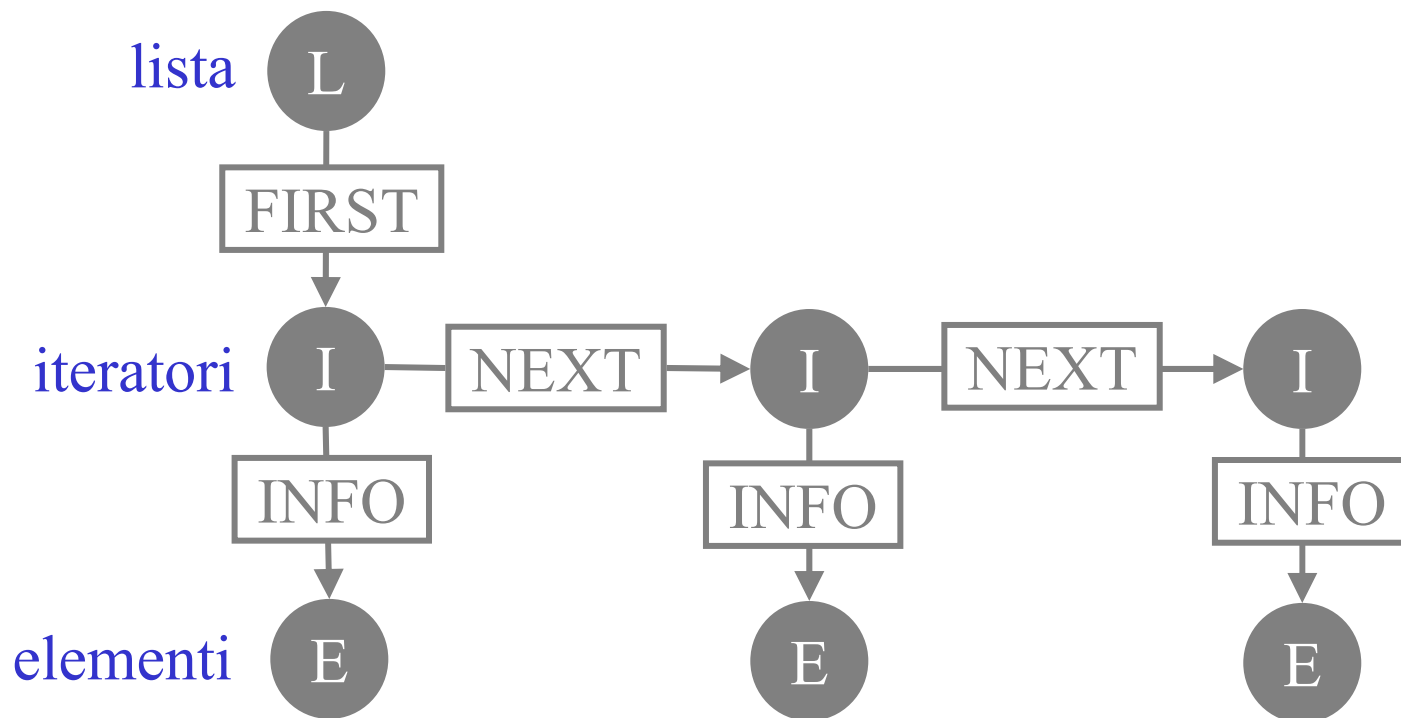 lista L
FIRST
iteratori I NEXT I NEXT I
INFO INFO INFO
elementi E E E